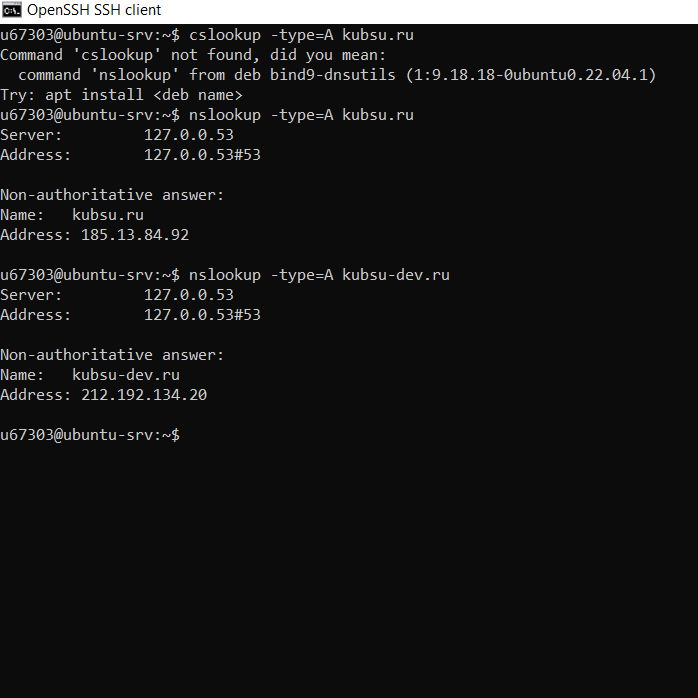 OpenSSH SSH client
u67303@ubuntu-srv:~$ cslookup -type=A kubsu.ru
Command 'cslookup' not found, did you mean:
  command 'nslookup' from deb bind9-dnsutils (1:9.18.18-0ubuntu0.22.04.1)
Try: apt install <deb name>
u67303@ubuntu-srv:~$ nslookup -type=A kubsu.ru
Server:         127.0.0.53
Address:        127.0.0.53#53

Non-authoritative answer:
Name:   kubsu.ru
Address: 185.13.84.92

u67303@ubuntu-srv:~$ nslookup -type=A kubsu-dev.ru
Server:         127.0.0.53
Address:        127.0.0.53#53

Non-authoritative answer:
Name:   kubsu-dev.ru
Address: 212.192.134.20

u67303@ubuntu-srv:~$